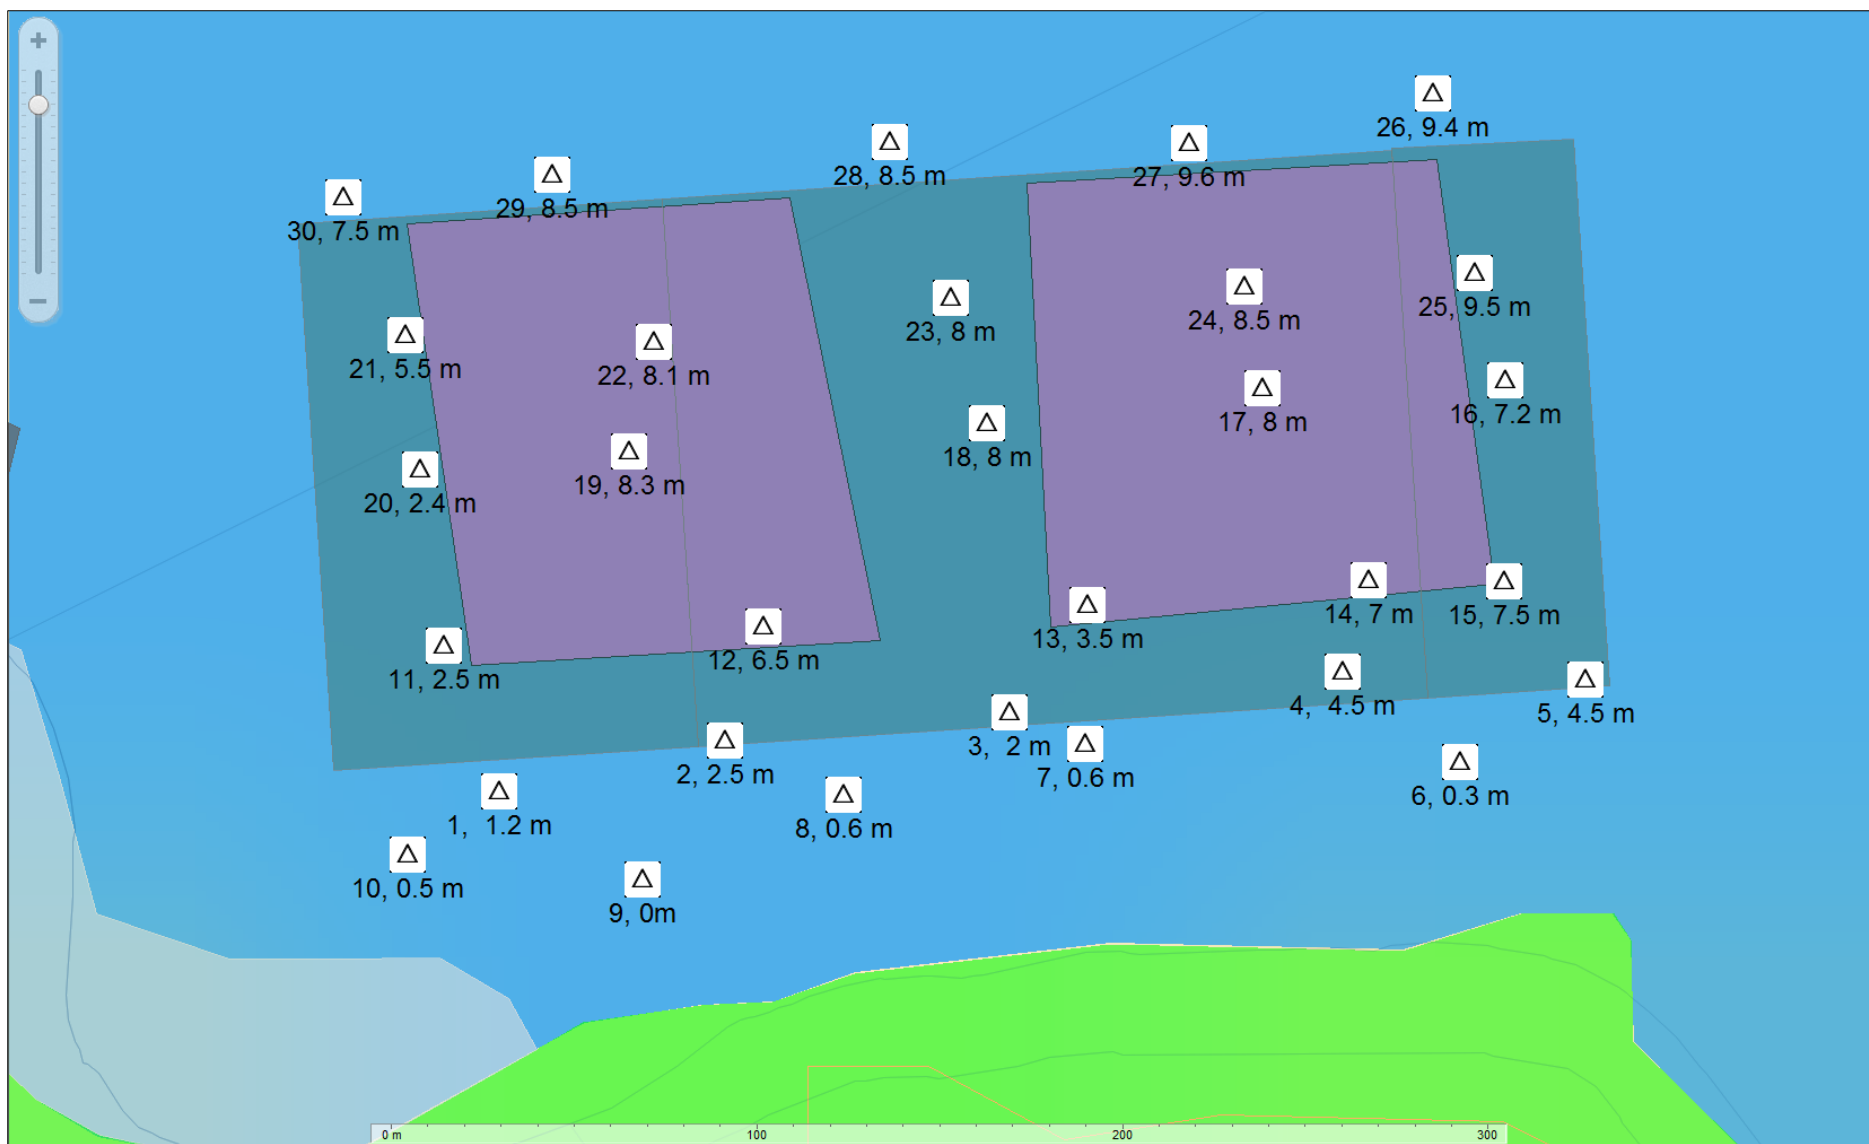 26, 9.4 m
28, 8.5 m
27, 9.6 m
29, 8.5 m
30, 7.5 m
25, 9.5 m
24, 8.5 m
23, 8 m
21, 5.5 m
22, 8.1 m
16, 7.2 m
17, 8 m
18, 8 m
19, 8.3 m
20, 2.4 m
14, 7 m
15, 7.5 m
13, 3.5 m
12, 6.5 m
11, 2.5 m
4, 4.5 m
5, 4.5 m
3, 2 m
2, 2.5 m
7, 0.6 m
6, 0.3 m
1, 1.2 m
8, 0.6 m
10, 0.5 m
9, 0m
0 m 100 200 300